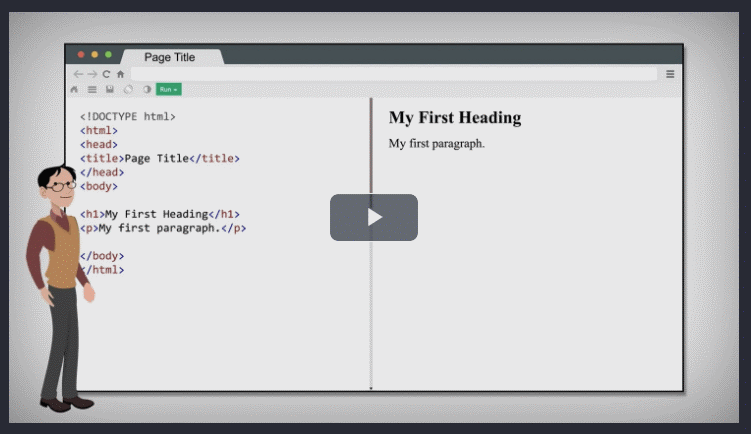 Page Title
Run »
<!DOCTYPE html>
<html>
<head>
<title>Page Title</title>
</head>
<body>
<h1>My First Heading</h1>
<p>My first paragraph.</p>
</body>
</html>
My First Heading
My first paragraph.